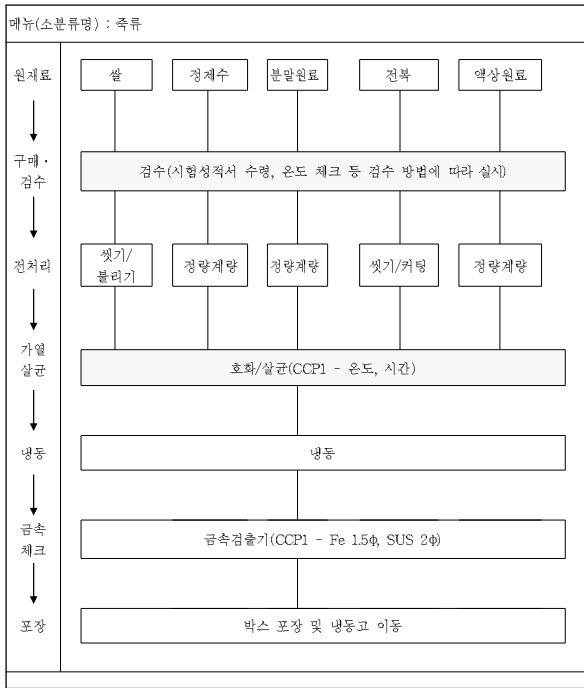 메뉴(소분류명) : 죽류
원재료
쌀
정제수
분말원료
전복
액상원료
구매·
검수
검수(시험성적서 수령, 온도 체크 등 검수 방법에 따라 실시)
전처리
씻기/
불리기
정량계량
정량계량
씻기/커팅
정량계량
가열
살균
호화/살균(CCP1 - 온도, 시간)
냉동
냉동
금속
체크
금속검출기(CCP1 - Fe 1.5φ, SUS 2φ)
포장
박스 포장 및 냉동고 이동